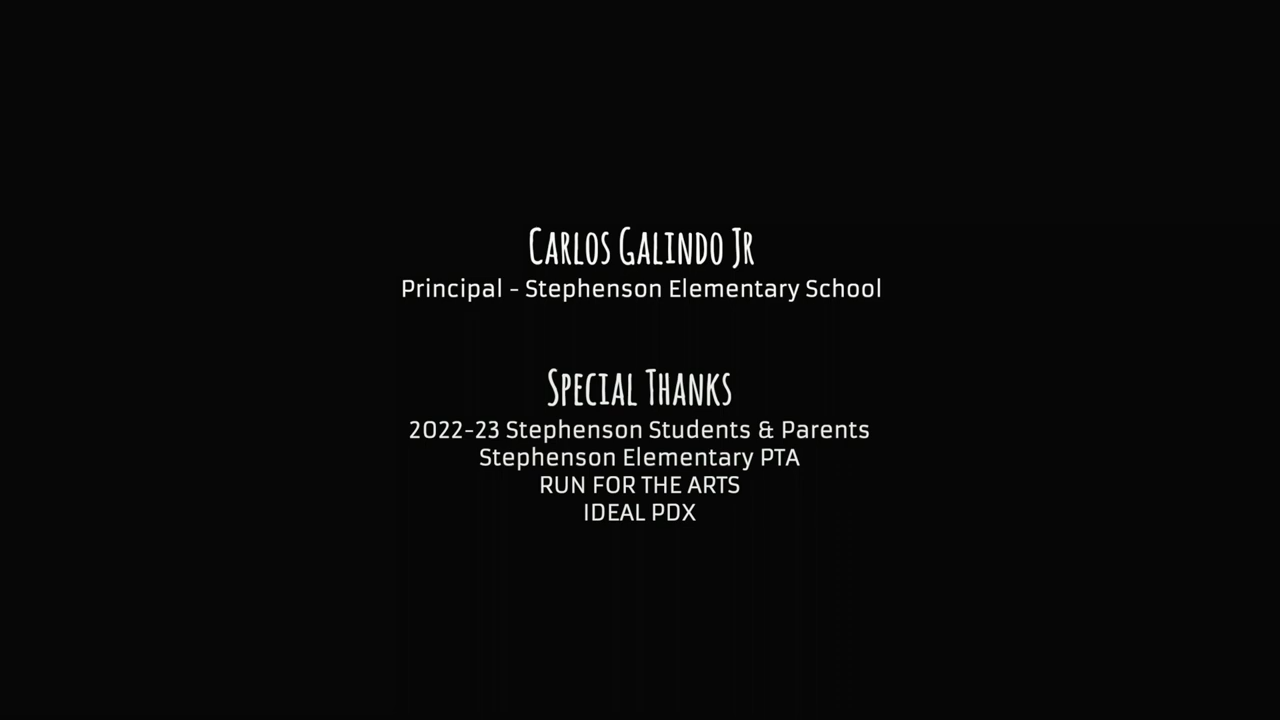 Carlos Galindo Jr
Principal - Stephenson Elementary School
Special Thanks
2022-23 Stephenson Students & Parents
Stephenson Elementary PTA
RUN FOR THE ARTS
IDEAL PDX